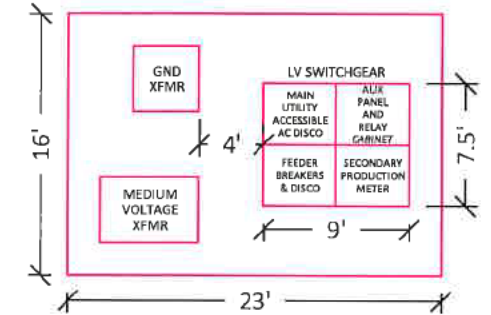 GND
XFMR
LV SWITCHGEAR
MAIN
UTILITY
ACCESSIBLE
AC DISCO
AUX
PANEL
AND
RELAY
CABINET
16'
4'
7.5'
FEEDER
BREAKERS
& DISCO
SECONDARY
PRODUCTION
METER
MEDIUM
VOLTAGE
XFMR
9'
23'